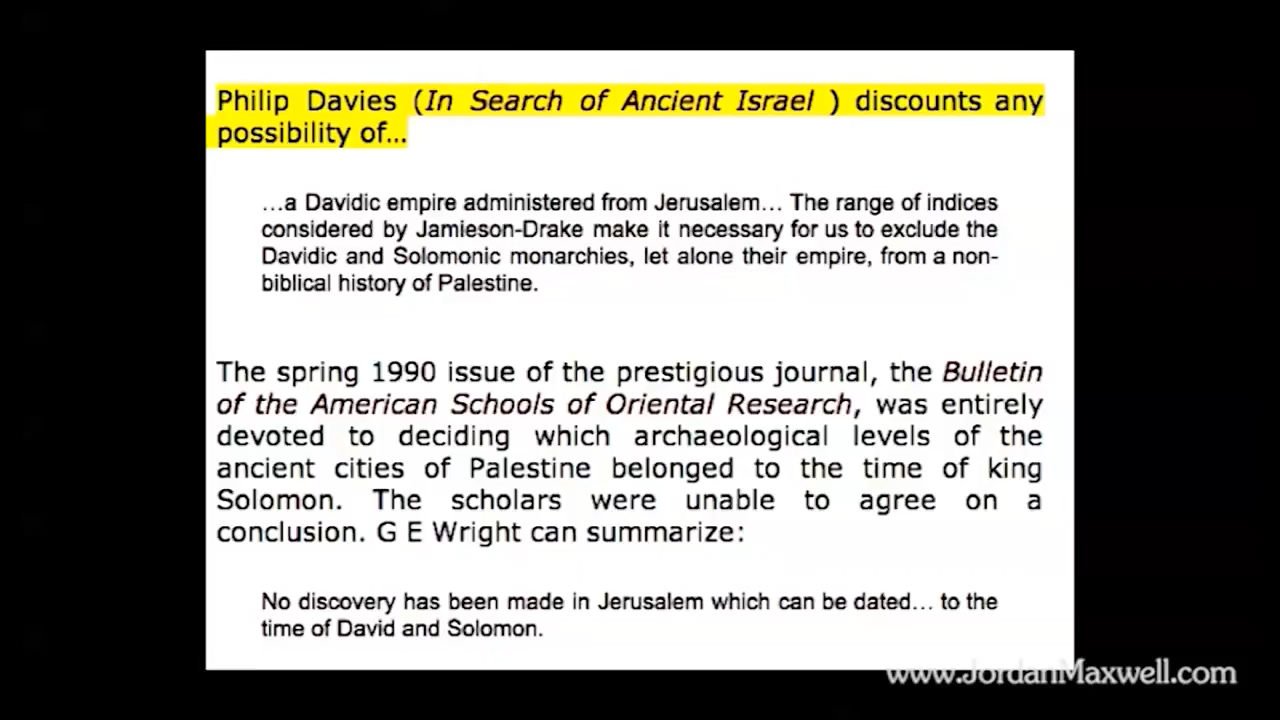 Philip Davies (In Search of Ancient Israel ) discounts any
possibility of...
...a Davidic empire administered from Jerusalem... The range of indices
considered by Jamieson-Drake make it necessary for us to exclude the
Davidic and Solomonic monarchies, let alone their empire, from a non-
biblical history of Palestine.
The spring 1990 issue of the prestigious journal, the Bulletin
of the American Schools of Oriental Research, was entirely
devoted to deciding which archaeological levels of the
ancient cities of Palestine belonged to the time of king
Solomon. The scholars were unable to agree on a
conclusion. G E Wright can summarize:
No discovery has been made in Jerusalem which can be dated... to the
time of David and Solomon.
www.JordanMaxwell.com